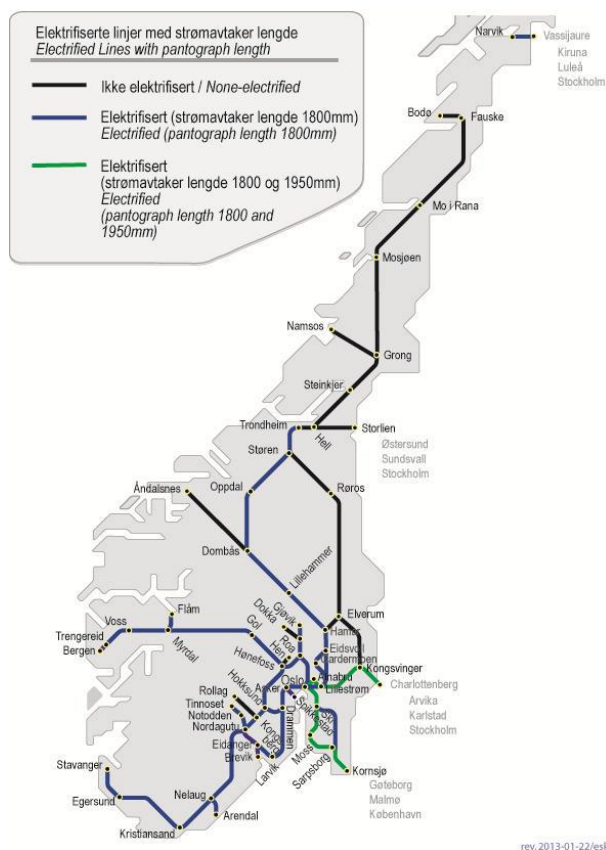 Elektrifiserte linjer med strømavtaker lengde
Electrified Lines with pantograph length
Ikke elektrifisert / None-electrified
Elektrifisert (strømavtaker lengde 1800mm)
Electrified (pantograph length 1800mm)
Elektrifisert
(strømavtaker lengde 1800 og 1950mm)
Electrified
(pantograph length 1800 and
1950mm)
Narvik
Vassijaure
Kiruna
Luleå
Stockholm
Bodø
Fauske
Mo i Rana
Mosjøen
Namsos
Grong
Steinkjer
Trondheim
Hell
Storlien
Østersund
Sundsvall
Stockholm
Støren
Åndalsnes
Oppdal
Røros
Dombås
Lillehammer
Elverum
Hamar
Flåm
Voss
Trengereid
Bergen
Myrdal
Gol
Gjøvik
Dokka
Roa
Hen
Hønefoss
Eidsvoll
Gardermoen
Kongsvinger
Charlottenberg
Arvika
Karlstad
Stockholm
Hokksund
Asker
Oslo
Alnabru
Lillestrøm
Spikkestad
Ski
Rollag
Tinnoset
Notodden
Nordagutu
Kongsberg
Drammen
Eidanger
Brevik
Larvik
Moss
Sarpsborg
Kornsjø
Gøteborg
Malmø
København
Stavanger
Egersund
Nelaug
Arendal
Kristiansand
rev. 2013-01-22/esk